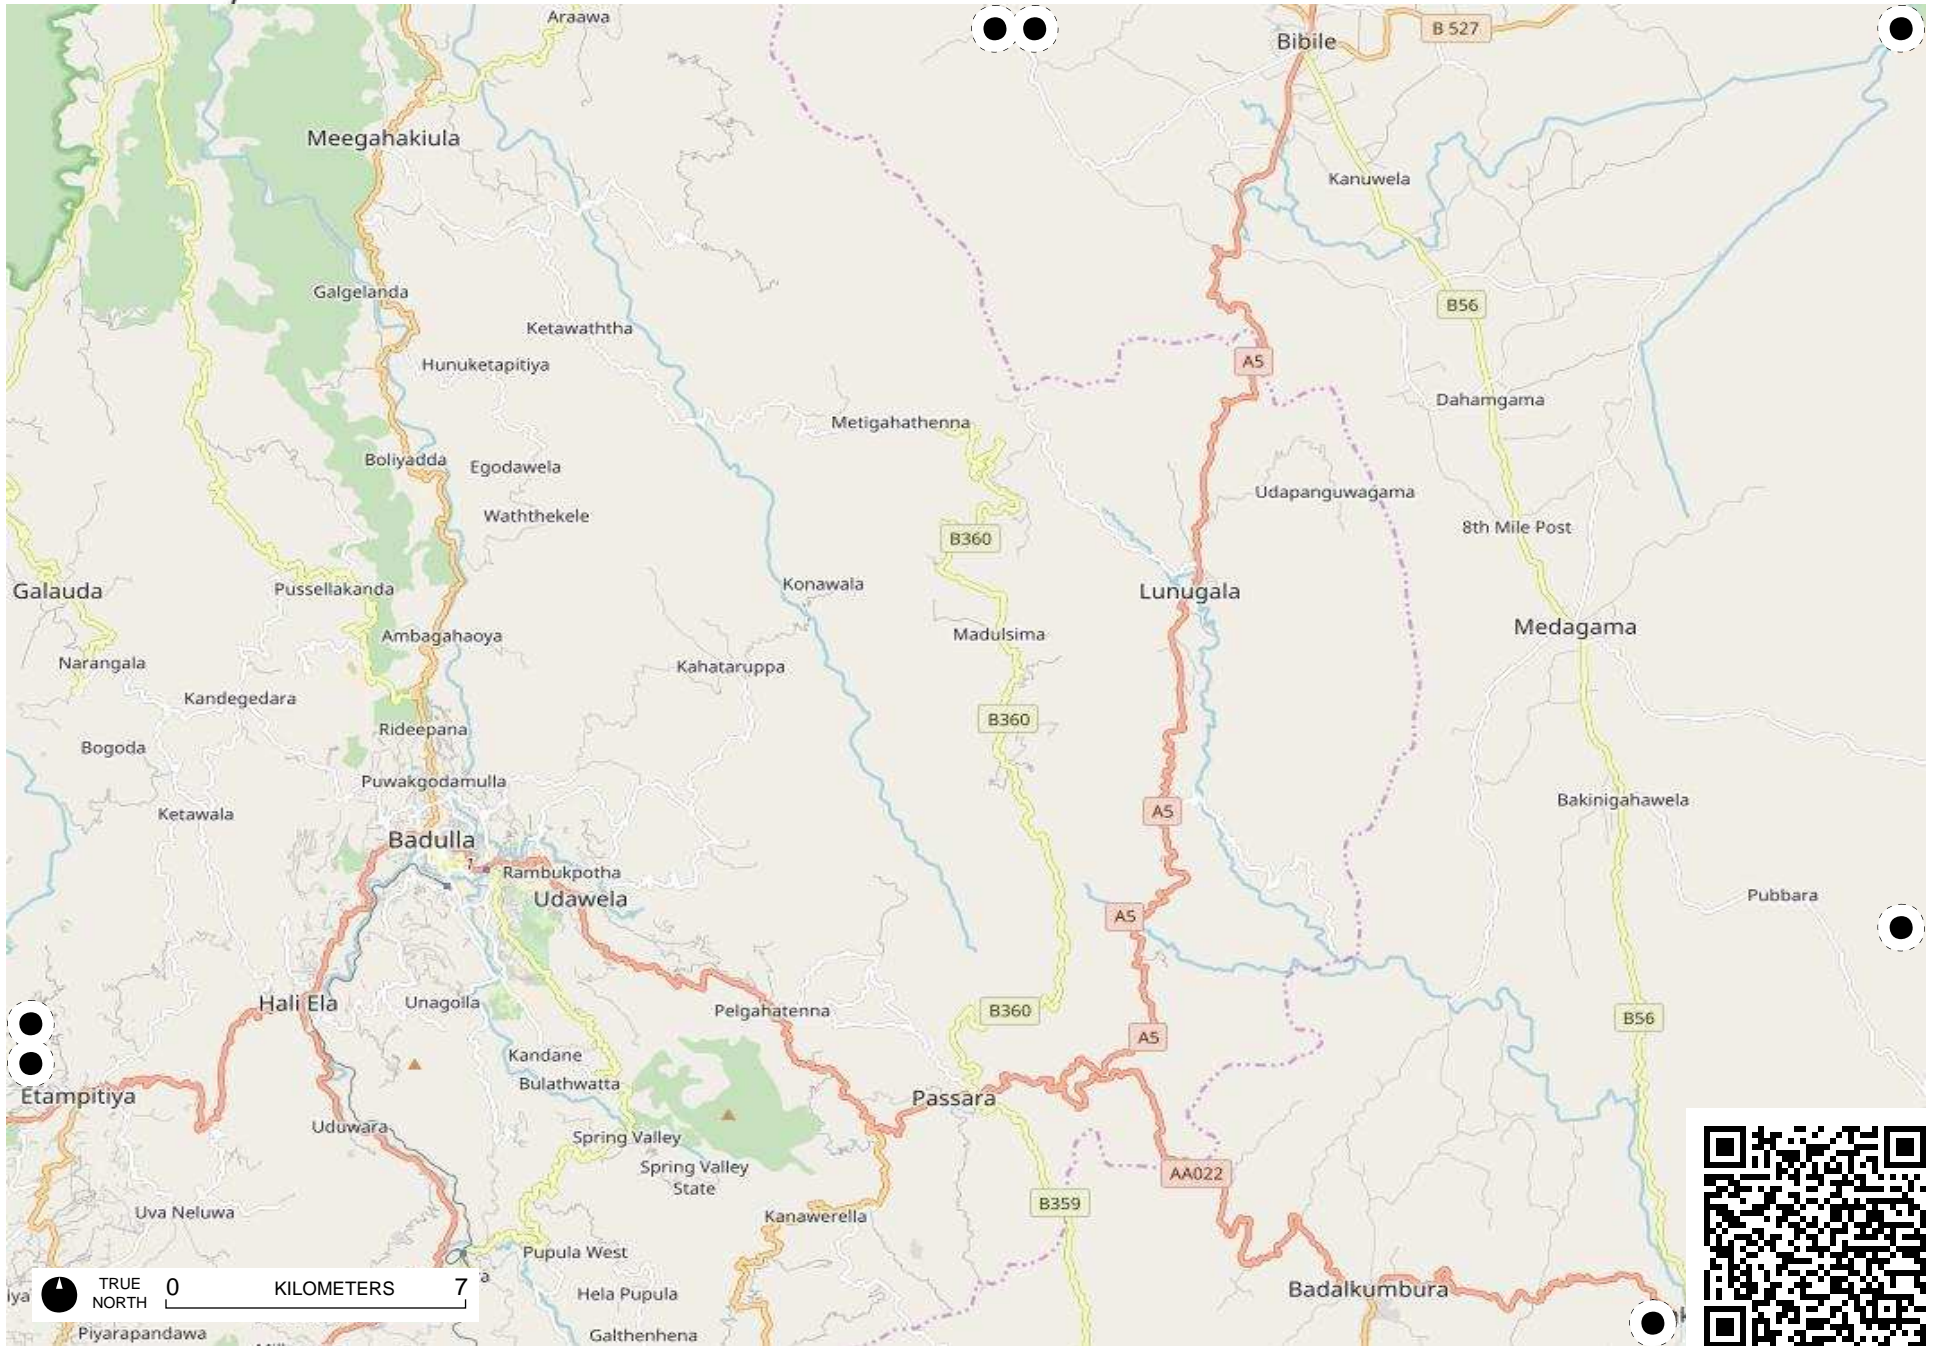 Araawa
Bibile
B 527
Meegahakiula
Kanuwela
Galgelanda
B56
Ketawaththa
Hunuketapitiya
A5
Dahamgama
Metigahathenna
Boliyadda
Egodawela
Udapanguwagama
Waththekele
8th Mile Post
B360
Galauda
Pussellakanda
Konawala
Lunugala
Ambagahaoya
Madulsima
Medagama
Narangala
Kahataruppa
Kandegedara
Rideepana
B360
Bogoda
Puwakgodamulla
Ketawala
A5
Bakinigahawela
Badulla
1
Rambukpotha
Udawela
Pubbara
A5
Hali Ela
Unagolla
Pelgahatenna
B360
B56
A5
Kandane
Bulathwatta
Etampitiya
Passara
Uduwara
Spring Valley
Spring Valley
State
AA022
B359
Uva Neluwa
Kanawerella
Pupula West
TRUE
NORTH
0 KILOMETERS 7
Hela Pupula
Badalkumbura
Piyarapandawa
Galthenhena